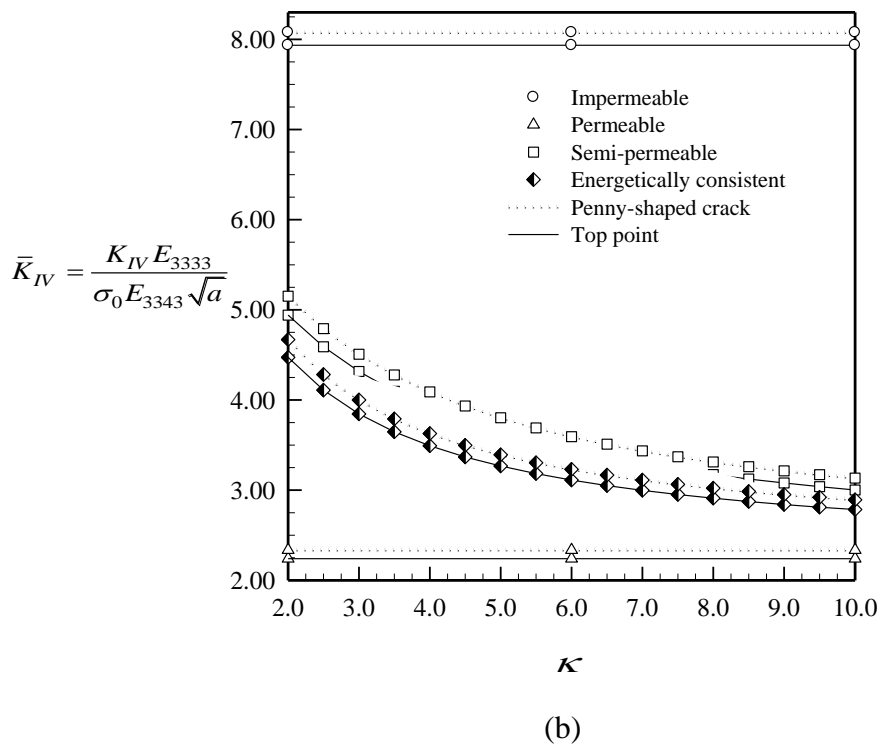 8.00
7.00
6.00
5.00
4.00
3.00
2.00
Impermeable
Permeable
Semi-permeable
Energetically consistent
Penny-shaped crack
Top point
K̄_IV = K_IV E_3333 / σ_0 E_3343 √a
2.0 3.0 4.0 5.0 6.0 7.0 8.0 9.0 10.0
κ
(b)